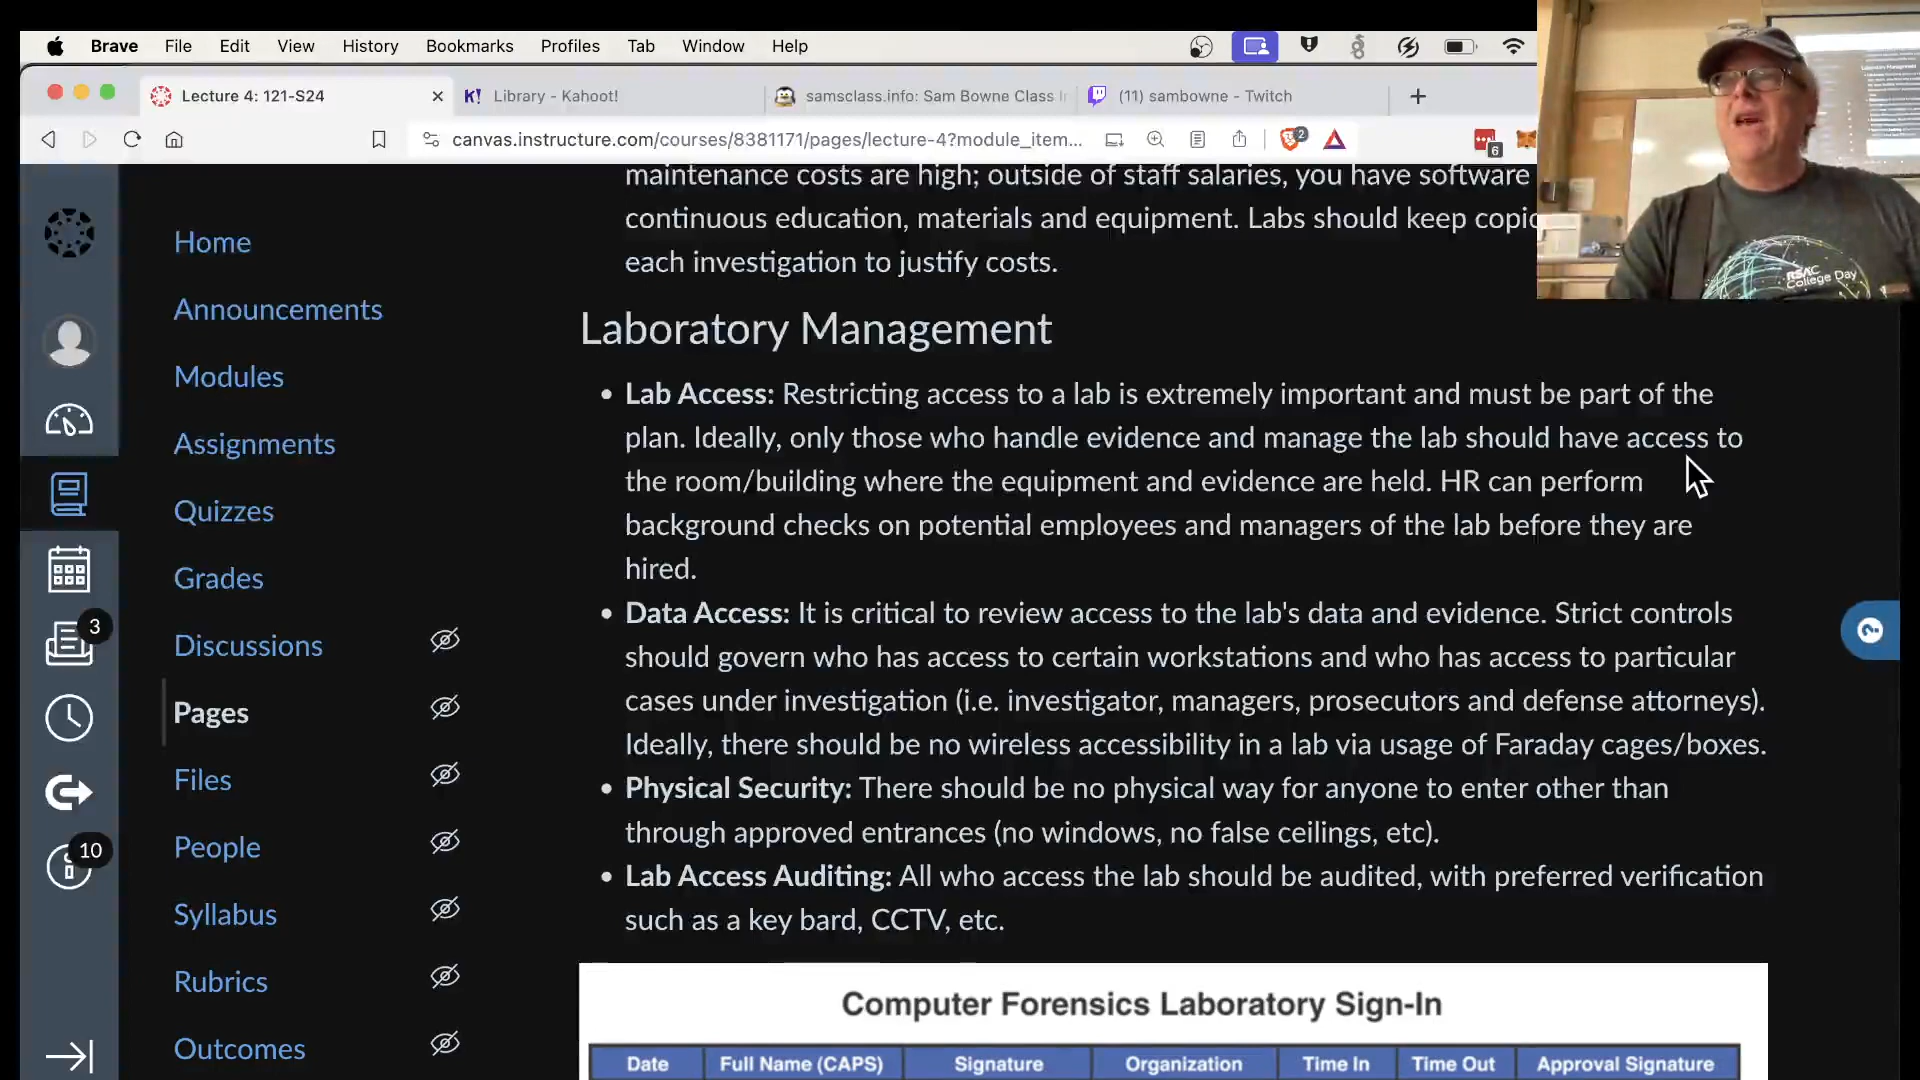 Brave File Edit View History Bookmarks Profiles Tab Window Help
Lecture 4: 121-S24
Library - Kahoot!
samsclass.info: Sam Bowne Class
(11) sambowne - Twitch
canvas.instructure.com/courses/8381171/pages/lecture-4?module_item...
2
6
RSAC
College Day
Home
Announcements
Modules
Assignments
Quizzes
Grades
Discussions
Pages
Files
People
Syllabus
Rubrics
Outcomes
3
10
maintenance costs are high; outside of staff salaries, you have software
continuous education, materials and equipment. Labs should keep
each investigation to justify costs.
Laboratory Management
Lab Access: Restricting access to a lab is extremely important and must be part of the
plan. Ideally, only those who handle evidence and manage the lab should have access to
the room/building where the equipment and evidence are held. HR can perform
background checks on potential employees and managers of the lab before they are
hired.
Data Access: It is critical to review access to the lab's data and evidence. Strict controls
should govern who has access to certain workstations and who has access to particular
cases under investigation (i.e. investigator, managers, prosecutors and defense attorneys).
Ideally, there should be no wireless accessibility in a lab via usage of Faraday cages/boxes.
Physical Security: There should be no physical way for anyone to enter other than
through approved entrances (no windows, no false ceilings, etc).
Lab Access Auditing: All who access the lab should be audited, with preferred verification
such as a key bard, CCTV, etc.
Computer Forensics Laboratory Sign-In
Date Full Name (CAPS) Signature Organization Time In Time Out Approval Signature